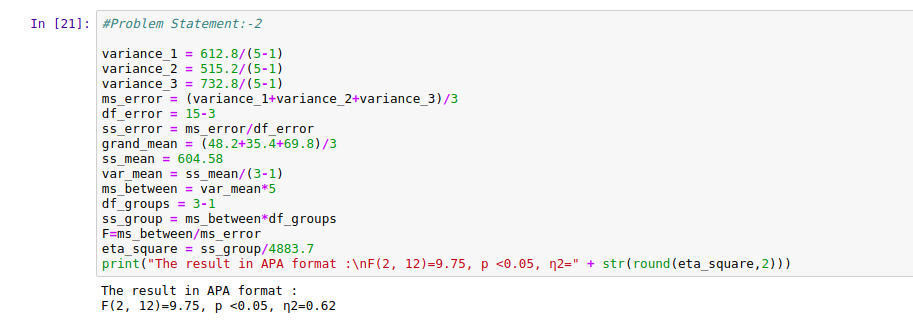 In [21]: #Problem Statement:-2
variance_1 = 612.8/(5-1)
variance_2 = 515.2/(5-1)
variance_3 = 732.8/(5-1)
ms_error = (variance_1+variance_2+variance_3)/3
df_error = 15-3
ss_error = ms_error/df_error
grand_mean = (48.2+35.4+69.8)/3
ss_mean = 604.58
var_mean = ss_mean/(3-1)
ms_between = var_mean*5
df_groups = 3-1
ss_group = ms_between*df_groups
F=ms_between/ms_error
eta_square = ss_group/4883.7
print("The result in APA format :\nF(2, 12)=9.75, p <0.05, η2=" + str(round(eta_square,2)))
The result in APA format :
F(2, 12)=9.75, p <0.05, η2=0.62